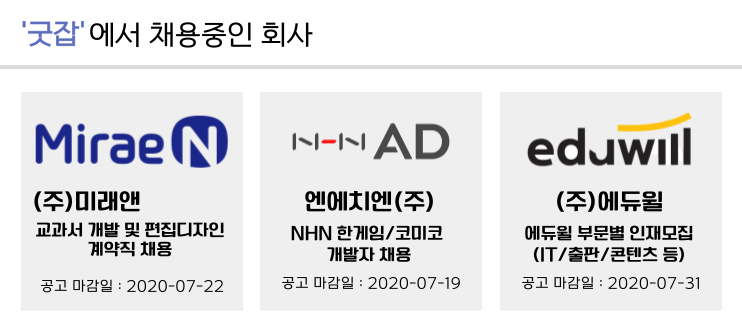 '굿잡'에서 채용중인 회사
Mirae N
(주)미래앤
교과서 개발 및 편집디자인
계약직 채용
공고 마감일 : 2020-07-22
NHN AD
엔에치엔(주)
NHN 한게임/코미코
개발자 채용
공고 마감일 : 2020-07-19
eduwill
(주)에듀윌
에듀윌 부문별 인재모집
(IT/출판/콘텐츠 등)
공고 마감일 : 2020-07-31